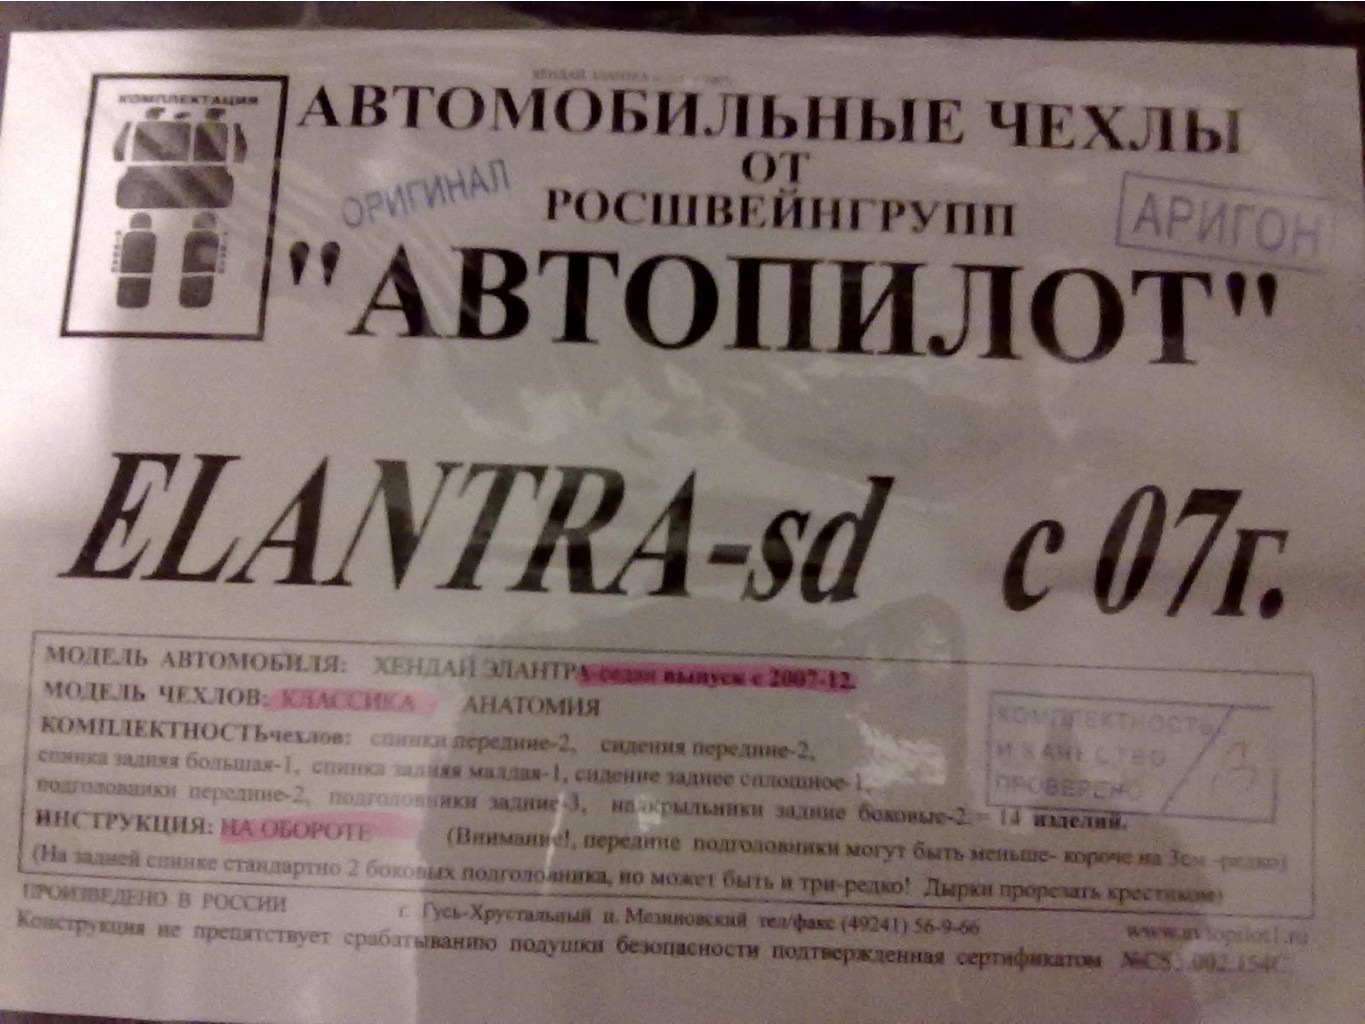 КОМПЛЕКТАЦИЯ
АВТОМОБИЛЬНЫЕ ЧЕХЛЫ
ОТ
ОРИГИНАЛ
РОСШВЕЙНГРУПП
АРИГОН
"АВТОПИЛОТ"
ELANTRA-sd с 07г.
МОДЕЛЬ АВТОМОБИЛЯ: ХЕНДАЙ ЭЛАНТРА-седан выпуск с 2007-12.
МОДЕЛЬ ЧЕХЛОВ: КЛАССИКА АНАТОМИЯ
КОМПЛЕКТНОСТЬчехлов: спинки передние-2, сидения передние-2,
спинка задняя большая-1, спинка задняя малдая-1, сидение заднее сплошное-1,
подголовники передние-2, подголовники задние-3, надкрыльники задние боковые-2. = 14 изделий.
КОМПЛЕКТНОСТЬ
И КАЧЕСТВО
ПРОВЕРЕНО
ИНСТРУКЦИЯ: НА ОБОРОТЕ (Внимание!, передние подголовники могут быть меньше- короче на 3см -редко)
(На задней спинке стандартно 2 боковых подголовника, но может быть и три-редко! Дырки прорезать крестиком)
ПРОИЗВЕДЕНО В РОССИИ г. Гусь-Хрустальный п. Мезиновский тел/факс (49241) 56-9-66 www.avtopilot1.ru
Конструкция не препятствует срабатыванию подушки безопасности подтвержденная сертификатом